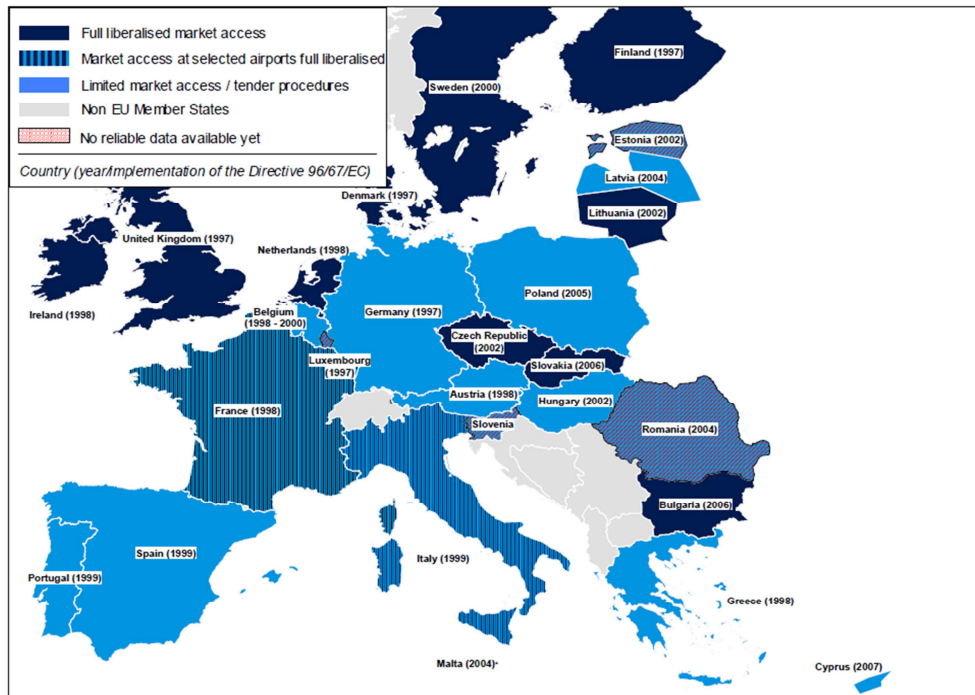 Full liberalised market access
Market access at selected airports full liberalised
Limited market access / tender procedures
Non EU Member States
No reliable data available yet
Country (year/implementation of the Directive 96/67/EC)
Finland (1997)
Sweden (2000)
Estonia (2002)
Latvia (2004)
Denmark (1997)
Lithuania (2002)
United Kingdom (1997)
Netherlands (1998)
Ireland (1998)
Belgium
(1998 - 2000)
Germany (1997)
Poland (2005)
Czech Republic
(2002)
Luxembourg
(1997)
Slovakia (2006)
Austria (1998)
Hungary (2002)
France (1998)
Slovenia
Romania (2004)
Bulgaria (2006)
Spain (1999)
Italy (1999)
Portugal (1999)
Greece (1998)
Malta (2004)
Cyprus (2007)